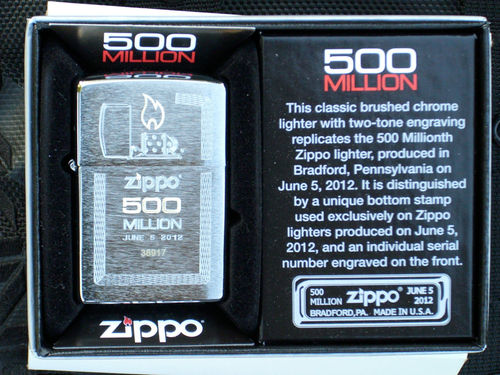 500
MILLION
zippo
500
MILLION
JUNE 5 2012
36917
zippo
500
MILLION
This classic brushed chrome
lighter with two-tone engraving
replicates the 500 Millionth
Zippo lighter, produced in
Bradford, Pennsylvania on
June 5, 2012. It is distinguished
by a unique bottom stamp
used exclusively on Zippo
lighters produced on June 5,
2012, and an individual serial
number engraved on the front.
500 zippo JUNE 5
MILLION 2012
BRADFORD,PA. MADE IN U.S.A.